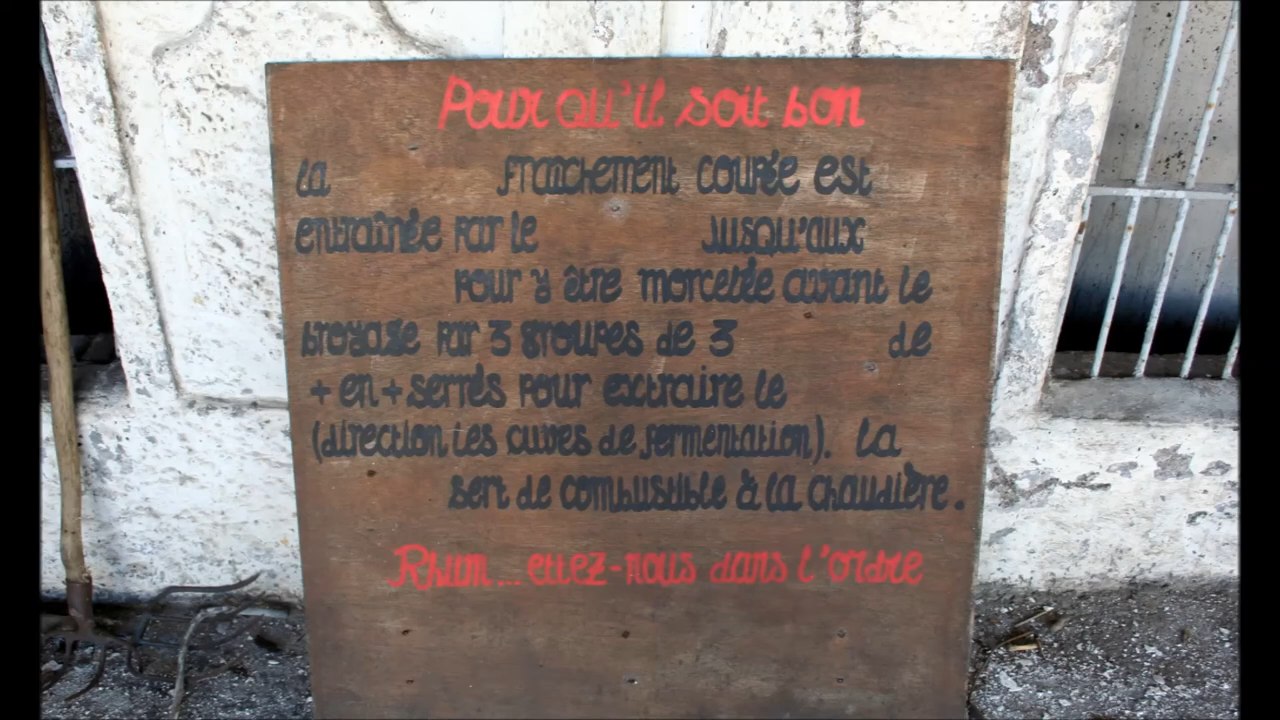 Pour qu'il soit bon
La franchement coupée est
entraînée par le jusqu'aux
pour y être morcelée avant le
broyage par 3 groupes de 3 de
+ en + serrés pour extraire le
(direction les cuves de fermentation). La
sert de combustible à la chaudière.
Rhum... ettez-nous dans l'ordre